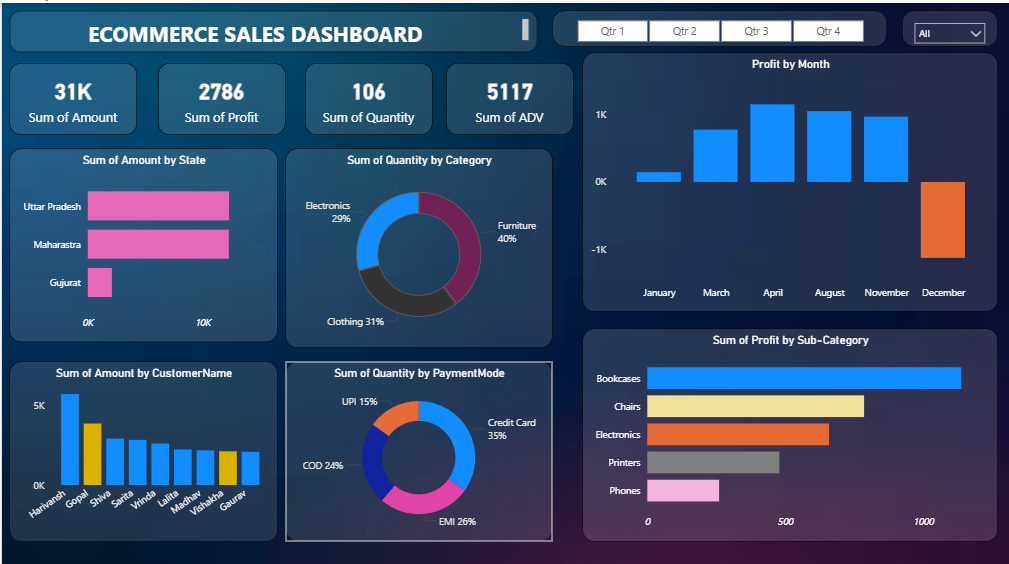 ECOMMERCE SALES DASHBOARD
Qtr 1 Qtr 2 Qtr 3 Qtr 4
All
31K
Sum of Amount
2786
Sum of Profit
106
Sum of Quantity
5117
Sum of ADV
Profit by Month
1K
0K
-1K
January March April August November December
Sum of Amount by State
Uttar Pradesh
Maharastra
Gujurat
0K 10K
Sum of Quantity by Category
Electronics
29%
Furniture
40%
Clothing 31%
Sum of Amount by CustomerName
5K
0K
Harivansh Gopal Shiva Sarita Vrinda Lalita Madhav Vishakha Gaurav
Sum of Quantity by PaymentMode
UPI 15%
Credit Card
35%
COD 24%
EMI 26%
Sum of Profit by Sub-Category
Bookcases
Chairs
Electronics
Printers
Phones
0 500 1000